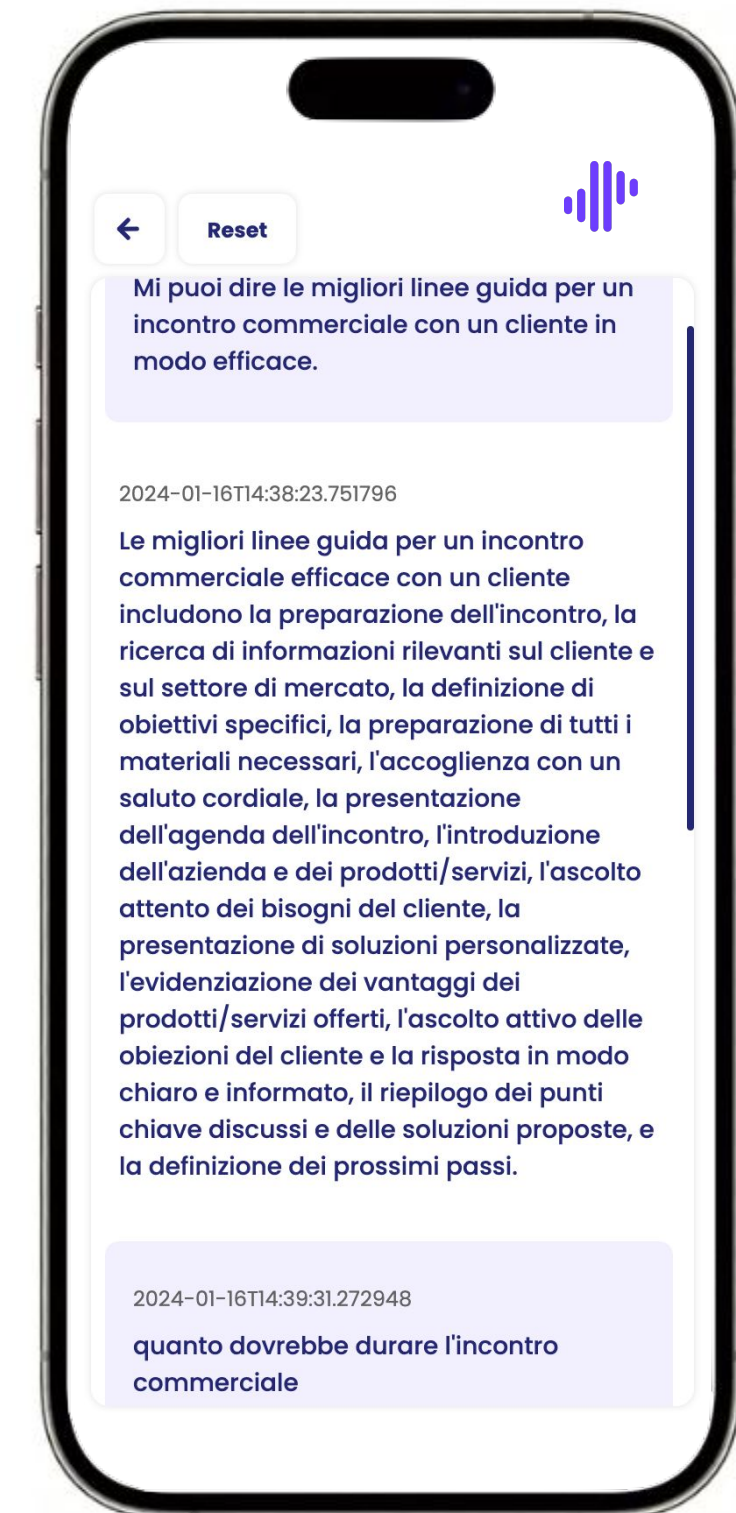 Reset
Mi puoi dire le migliori linee guida per un
incontro commerciale con un cliente in
modo efficace.
2024-01-16T14:38:23.751796
Le migliori linee guida per un incontro
commerciale efficace con un cliente
includono la preparazione dell'incontro, la
ricerca di informazioni rilevanti sul cliente e
sul settore di mercato, la definizione di
obiettivi specifici, la preparazione di tutti i
materiali necessari, l'accoglienza con un
saluto cordiale, la presentazione
dell'agenda dell'incontro, l'introduzione
dell'azienda e dei prodotti/servizi, l'ascolto
attento dei bisogni del cliente, la
presentazione di soluzioni personalizzate,
l'evidenziazione dei vantaggi dei
prodotti/servizi offerti, l'ascolto attivo delle
obiezioni del cliente e la risposta in modo
chiaro e informato, il riepilogo dei punti
chiave discussi e delle soluzioni proposte, e
la definizione dei prossimi passi.
2024-01-16T14:39:31.272948
quanto dovrebbe durare l'incontro
commerciale